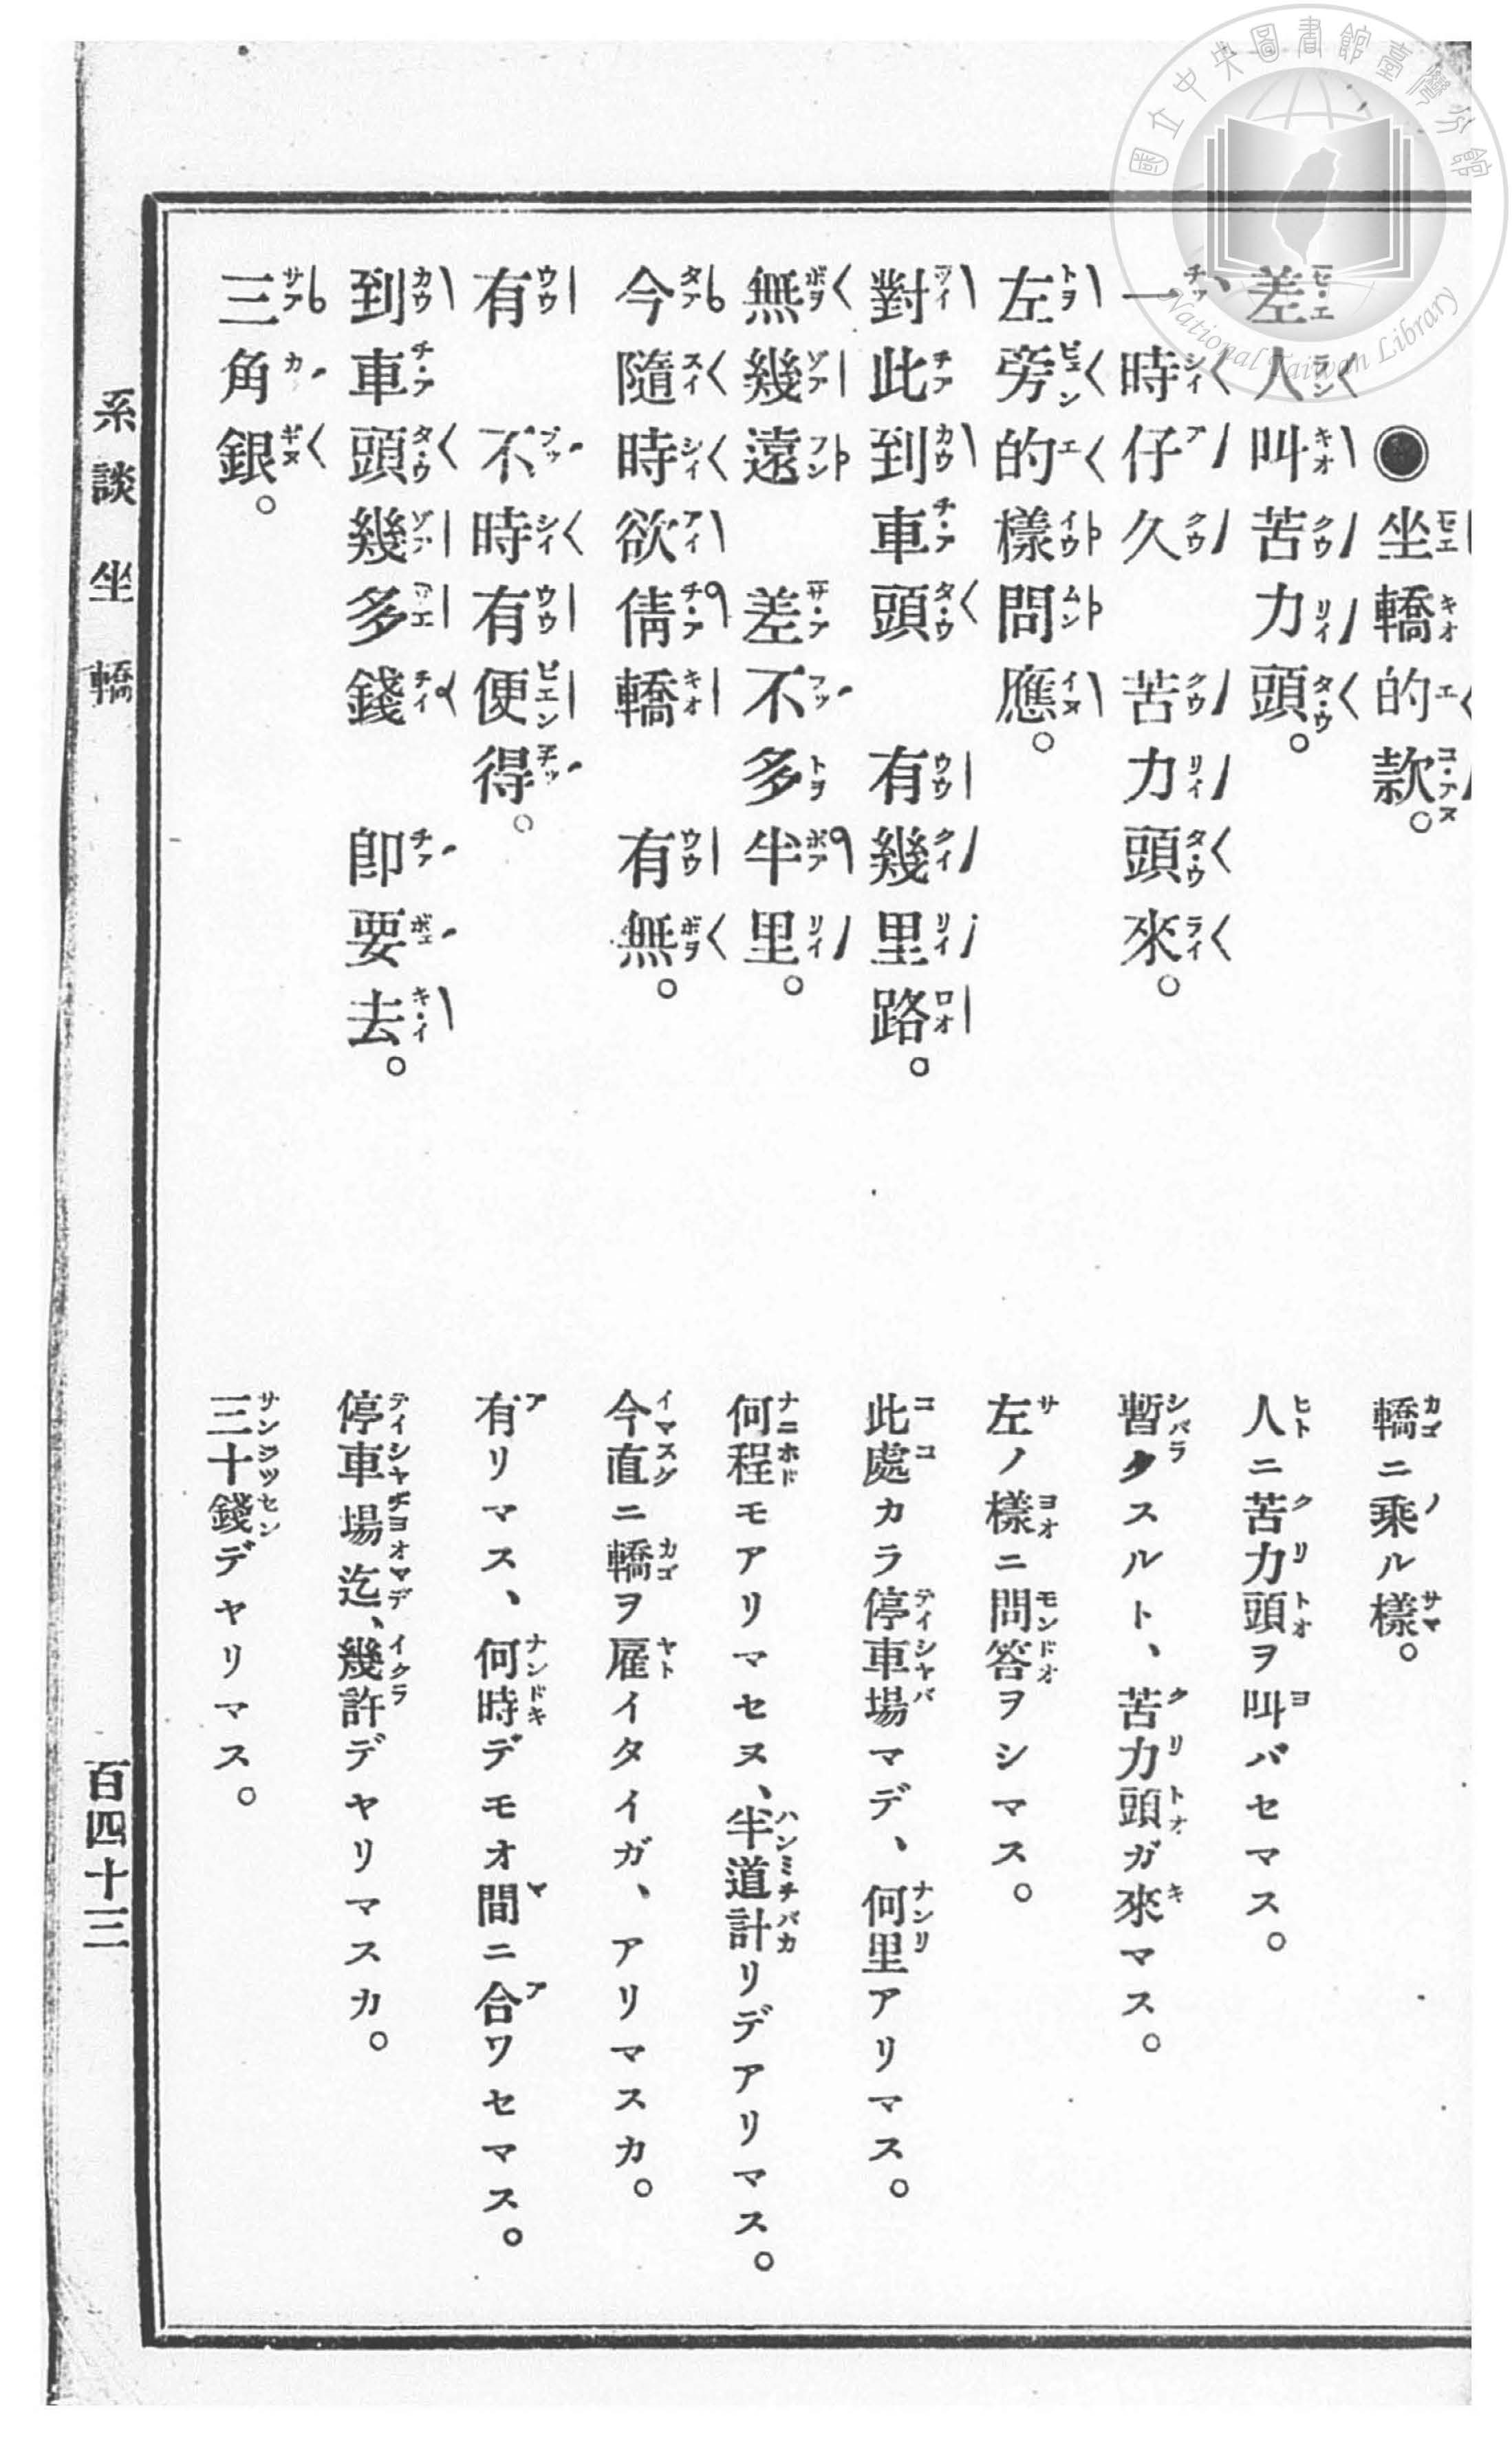 國立中央圖書館臺灣分館
National Taiwan Library
●坐轎的款。
轎ニ乘ル樣。
差人叫苦力頭。
人ニ苦力頭ヲ叫バセマス。
一時仔久 苦力頭來。
暫クスルト、苦力頭ガ來マス。
左旁的樣問應。
左ノ樣ニ問答ヲシマス。
對此到車頭 有幾里路。
此處カラ停車場マデ、何里アリマス。
無幾遠 差不多半里。
何程モアリマセヌ、半道計リデアリマス。
今隨時欲倩轎 有無。
今直ニ轎ヲ雇イタイガ、アリマスカ。
有 不時有便得。
有リマス、何時デモオ間ニ合ワセマス。
到車頭幾多錢 卽要去。
停車場迄、幾許デヤリマスカ。
三角銀。
三十錢デヤリマス。
系談 坐轎
百四十三